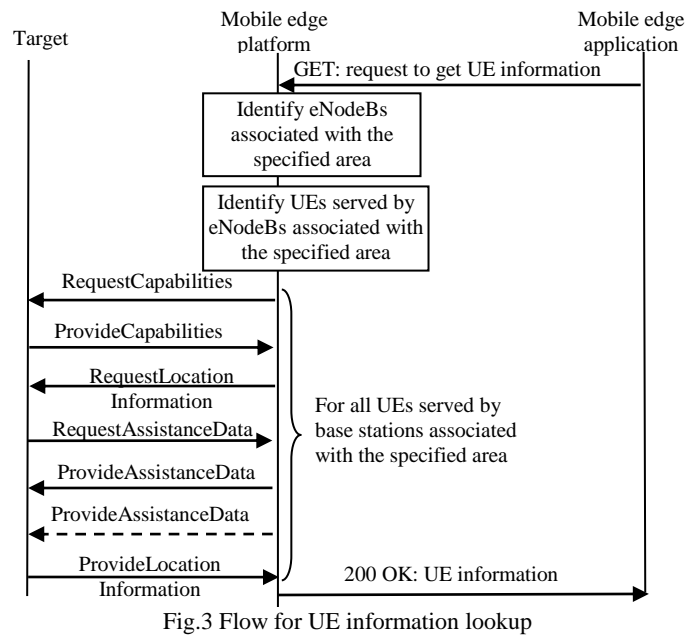 Target
Mobile edge
platform
Mobile edge
application
GET: request to get UE information
Identify eNodeBs
associated with the
specified area
Identify UEs served by
eNodeBs associated with
the specified area
RequestCapabilities
ProvideCapabilities
RequestLocation
Information
RequestAssistanceData
ProvideAssistanceData
ProvideAssistanceData
ProvideLocation
Information
For all UEs served by
base stations associated
with the specified area
200 OK: UE information
Fig.3 Flow for UE information lookup